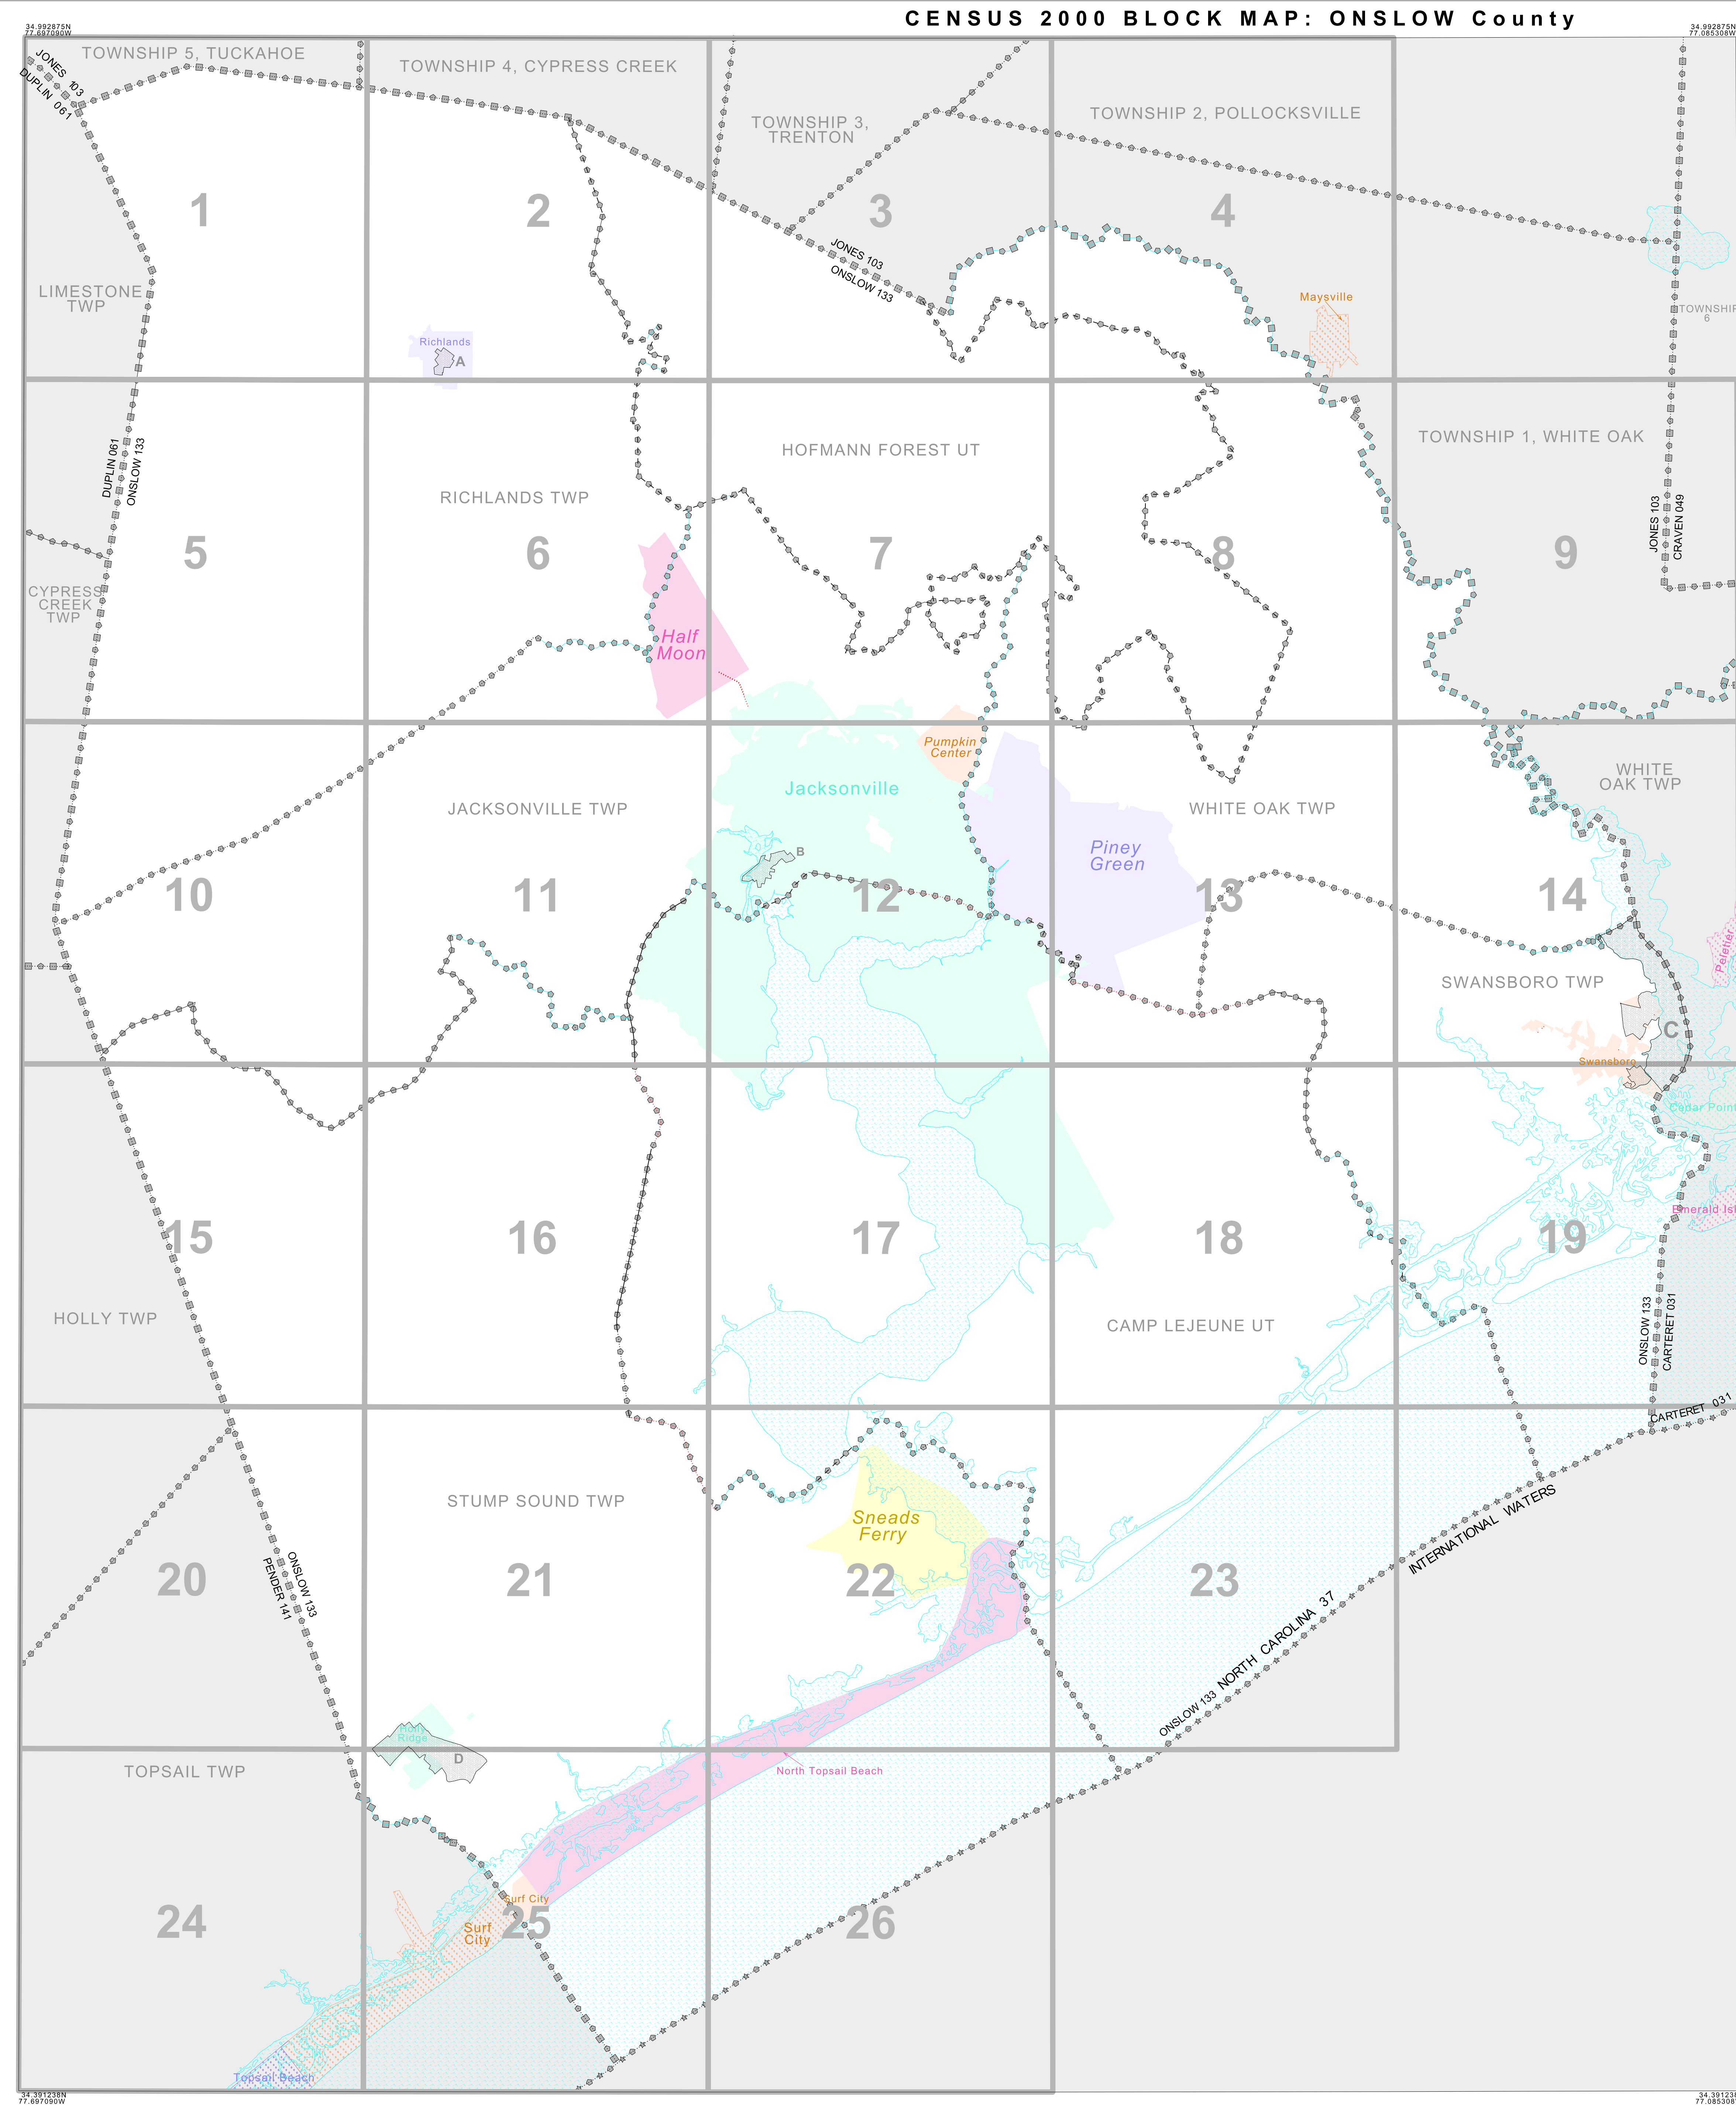 CENSUS 2000 BLOCK MAP: ONSLOW County
34.992875N
77.697090W
34.992875N
77.085308W
JONES 103
DUPLIN 061
TOWNSHIP 5, TUCKAHOE
TOWNSHIP 4, CYPRESS CREEK
TOWNSHIP 3,
TRENTON
TOWNSHIP 2, POLLOCKSVILLE
1
2
3
4
JONES 103
ONSLOW 133
LIMESTONE
TWP
Maysville
TOWNSHIP
6
Richlands
A
DUPLIN 061
ONSLOW 133
HOFMANN FOREST UT
TOWNSHIP 1, WHITE OAK
RICHLANDS TWP
JONES 103
CRAVEN 049
5
6
7
8
9
CYPRESS
CREEK
TWP
Half
Moon
Pumpkin
Center
WHITE
OAK TWP
Jacksonville
JACKSONVILLE TWP
WHITE OAK TWP
Piney
Green
B
10
11
12
13
14
Peletier
SWANSBORO TWP
C
Swansboro
Cedar Point
Emerald Isl
15
16
17
18
19
HOLLY TWP
CAMP LEJEUNE UT
ONSLOW 133
CARTERET 031
CARTERET 031
STUMP SOUND TWP
INTERNATIONAL WATERS
Sneads
Ferry
ONSLOW 133
PENDER 141
20
21
22
23
ONSLOW 133
NORTH CAROLINA 37
Holly
Ridge
D
TOPSAIL TWP
North Topsail Beach
Surf City
Surf
City
24
25
26
Topsail Beach
34.391238N
77.697090W
34.391238
77.085308